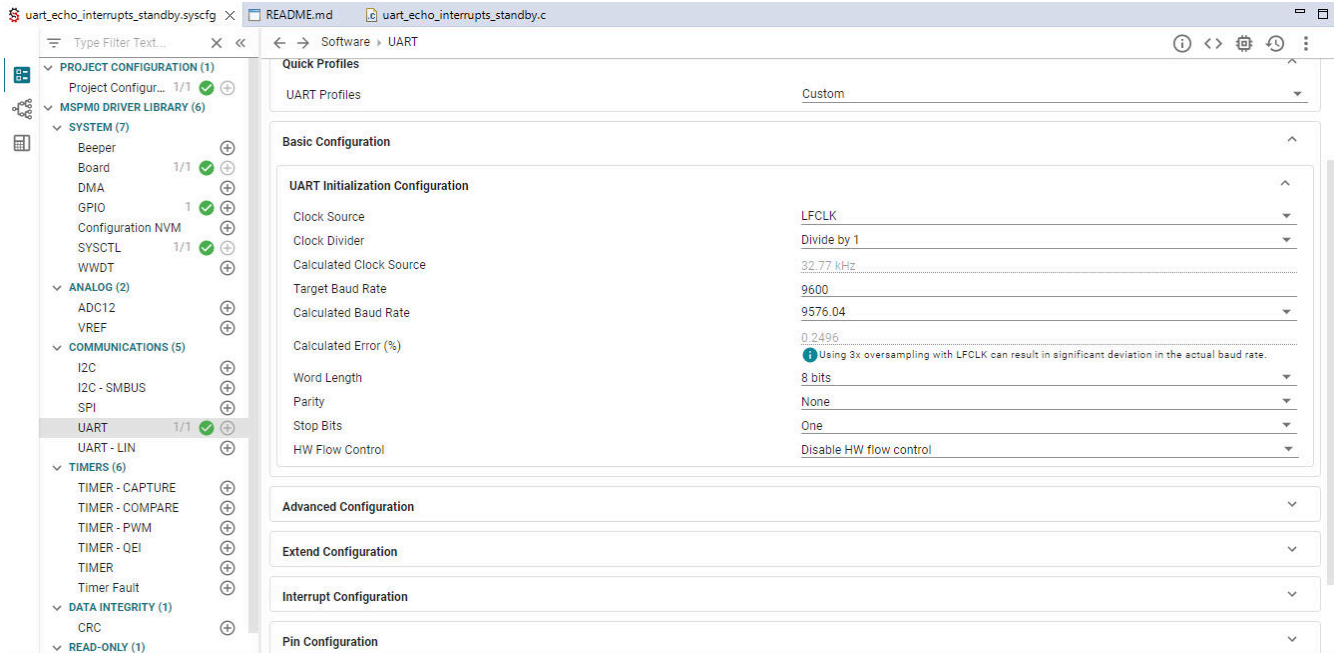 uart_echo_interrupts_standby.syscfg
README.md
uart_echo_interrupts_standby.c
Type Filter Text...
Software › UART
PROJECT CONFIGURATION (1)
Project Configur... 1/1
MSPM0 DRIVER LIBRARY (6)
SYSTEM (7)
Beeper
Board 1/1
DMA
GPIO 1
Configuration NVM
SYSCTL 1/1
WWDT
ANALOG (2)
ADC12
VREF
COMMUNICATIONS (5)
I2C
I2C - SMBUS
SPI
UART 1/1
UART - LIN
TIMERS (6)
TIMER - CAPTURE
TIMER - COMPARE
TIMER - PWM
TIMER - QEI
TIMER
Timer Fault
DATA INTEGRITY (1)
CRC
READ-ONLY (1)
Quick Profiles
UART Profiles Custom
Basic Configuration
UART Initialization Configuration
Clock Source LFCLK
Clock Divider Divide by 1
Calculated Clock Source 32.77 kHz
Target Baud Rate 9600
Calculated Baud Rate 9576.04
Calculated Error (%) 0.2496
Using 3x oversampling with LFCLK can result in significant deviation in the actual baud rate.
Word Length 8 bits
Parity None
Stop Bits One
HW Flow Control Disable HW flow control
Advanced Configuration
Extend Configuration
Interrupt Configuration
Pin Configuration